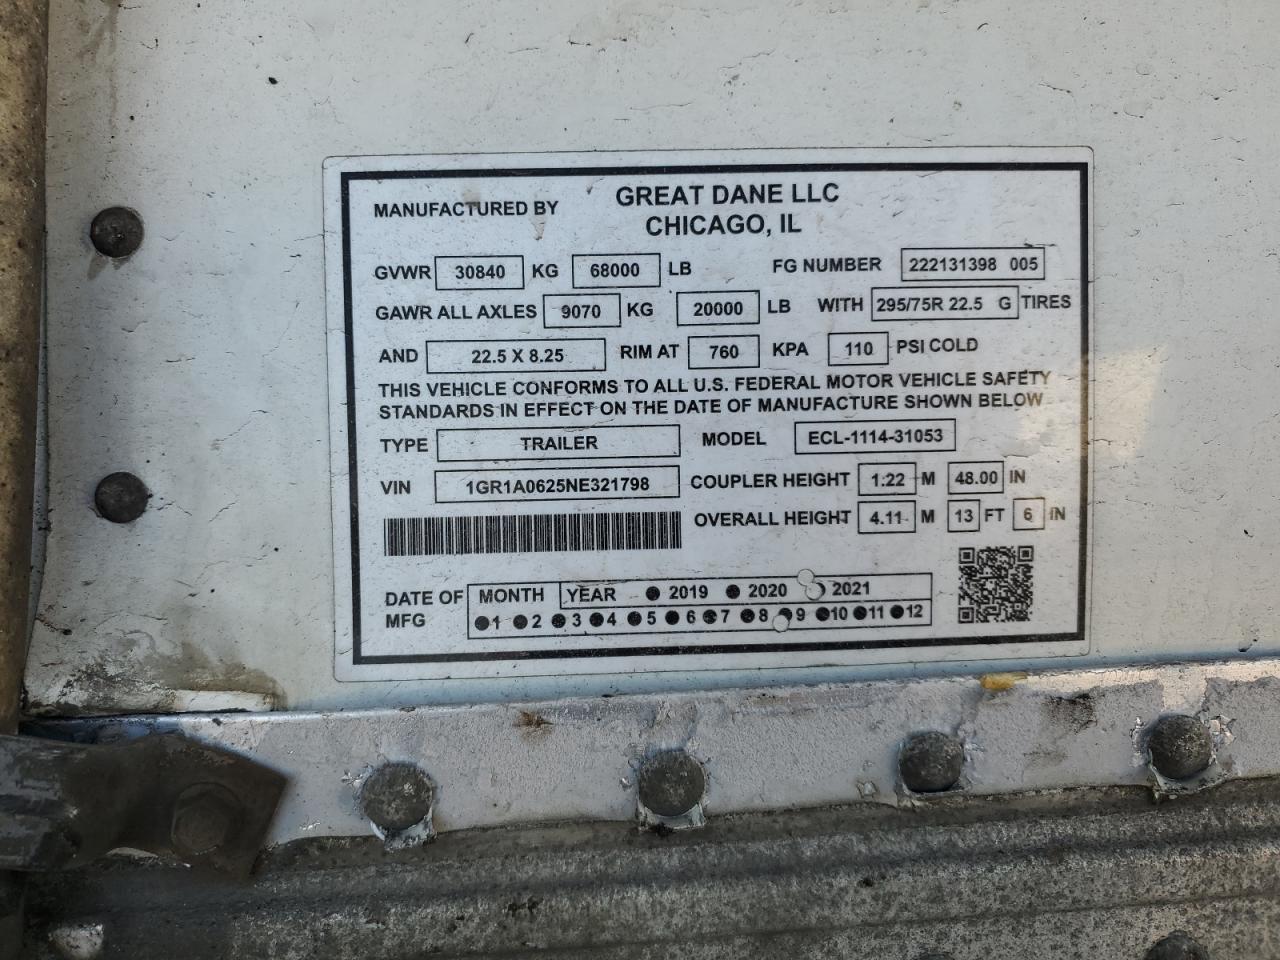 MANUFACTURED BY GREAT DANE LLC
CHICAGO, IL
GVWR 30840 KG 68000 LB FG NUMBER 222131398 005
GAWR ALL AXLES 9070 KG 20000 LB WITH 295/75R 22.5 G TIRES
AND 22.5 X 8.25 RIM AT 760 KPA 110 PSI COLD
THIS VEHICLE CONFORMS TO ALL U.S. FEDERAL MOTOR VEHICLE SAFETY
STANDARDS IN EFFECT ON THE DATE OF MANUFACTURE SHOWN BELOW
TYPE TRAILER MODEL ECL-1114-31053
VIN 1GR1A0625NE321798 COUPLER HEIGHT 1.22 M 48.00 IN
OVERALL HEIGHT 4.11 M 13 FT 6 IN
DATE OF MFG MONTH YEAR 2019 2020 2021
1 2 3 4 5 6 7 8 9 10 11 12